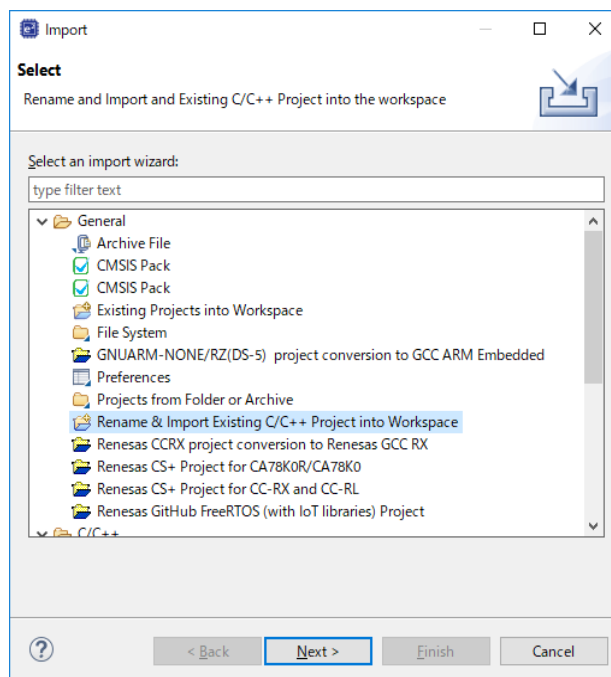 Import
Select
Rename and Import and Existing C/C++ Project into the workspace
Select an import wizard:
type filter text
General
Archive File
CMSIS Pack
CMSIS Pack
Existing Projects into Workspace
File System
GNUARM-NONE/RZ(DS-5) project conversion to GCC ARM Embedded
Preferences
Projects from Folder or Archive
Rename & Import Existing C/C++ Project into Workspace
Renesas CCRX project conversion to Renesas GCC RX
Renesas CS+ Project for CA78K0R/CA78K0
Renesas CS+ Project for CC-RX and CC-RL
Renesas GitHub FreeRTOS (with IoT libraries) Project
C/C++
?
< Back
Next >
Finish
Cancel